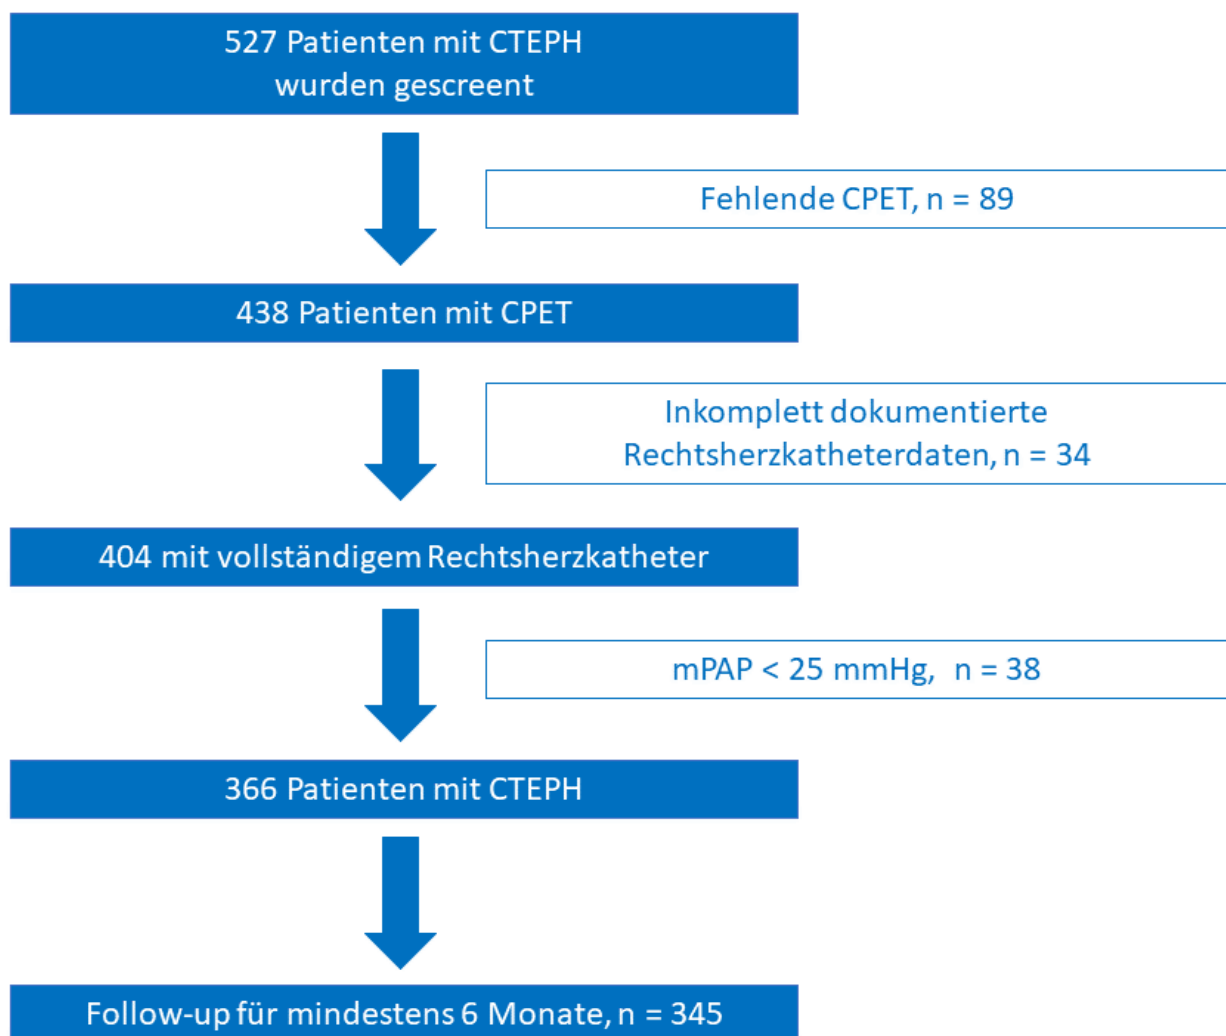 527 Patienten mit CTEPH
wurden gescreent
Fehlende CPET, n = 89
438 Patienten mit CPET
Inkomplett dokumentierte
Rechtsherzkatheterdaten, n = 34
404 mit vollständigem Rechtsherzkatheter
mPAP < 25 mmHg, n = 38
366 Patienten mit CTEPH
Follow-up für mindestens 6 Monate, n = 345